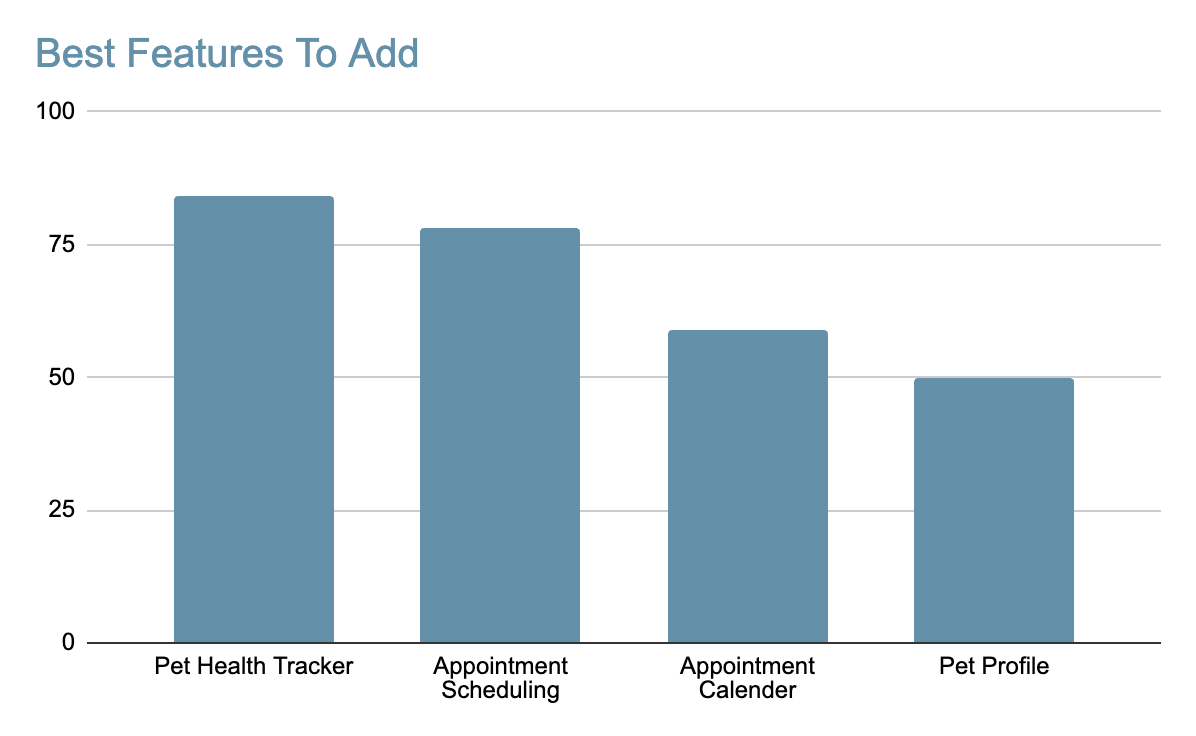 Best Features To Add
100
75
50
25
0
Pet Health Tracker
Appointment
Scheduling
Appointment
Calender
Pet Profile